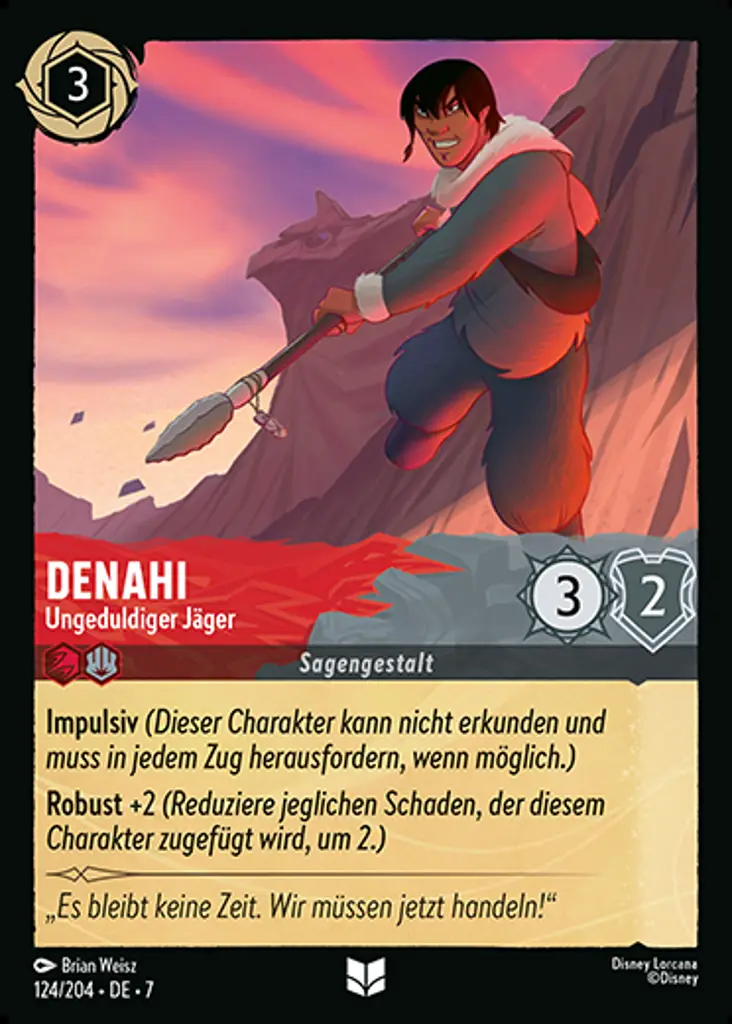 3
DENAHI
Ungeduldiger Jäger
3
2
Sagengestalt
Impulsiv (Dieser Charakter kann nicht erkunden und
muss in jedem Zug herausfordern, wenn möglich.)
Robust +2 (Reduziere jeglichen Schaden, der diesem
Charakter zugefügt wird, um 2.)
„Es bleibt keine Zeit. Wir müssen jetzt handeln!“
Brian Weisz
124/204 • DE • 7
Disney Lorcana
©Disney